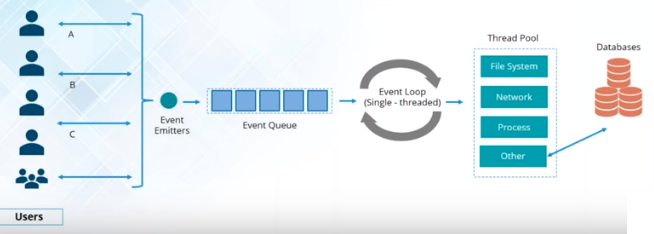 A
B
C
Users
Event
Emitters
Event Queue
Event Loop
(Single - threaded)
Thread Pool
File System
Network
Process
Other
Databases